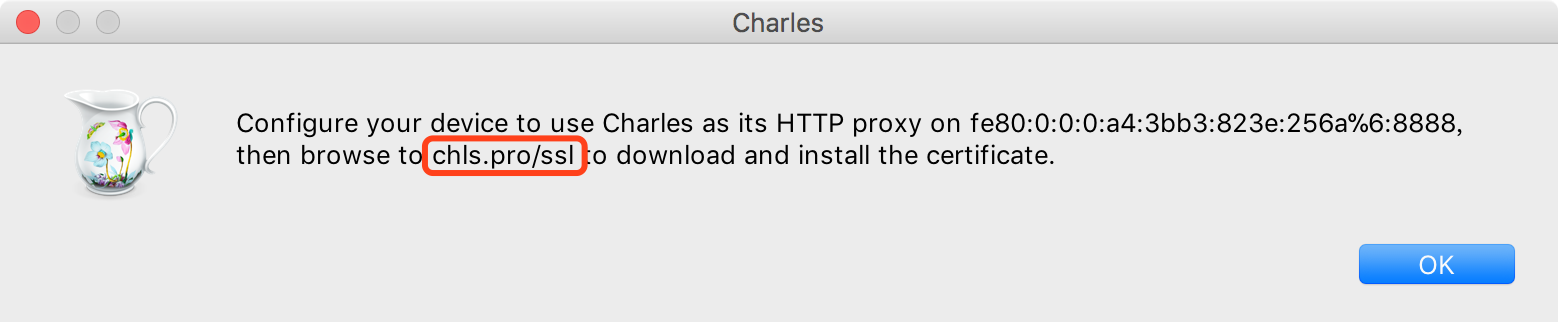 Charles
Configure your device to use Charles as its HTTP proxy on fe80:0:0:0:a4:3bb3:823e:256a%6:8888,
then browse to chls.pro/ssl to download and install the certificate.
OK